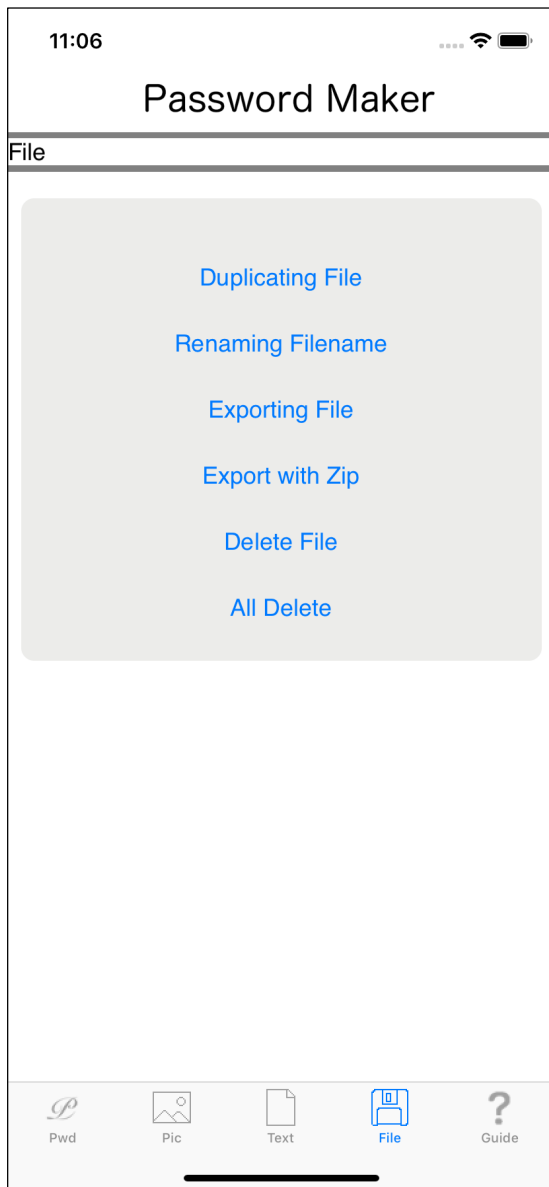 11:06
Password Maker
File
Duplicating File
Renaming Filename
Exporting File
Export with Zip
Delete File
All Delete
Pwd
Pic
Text
File
Guide